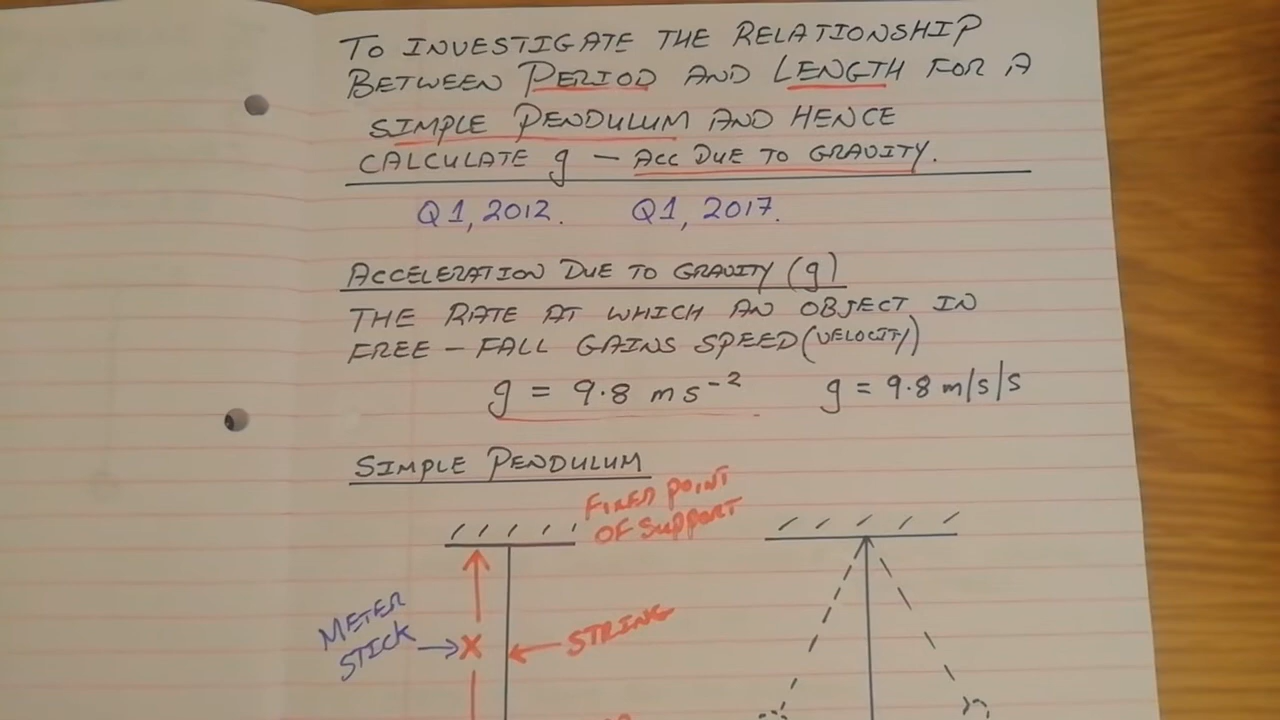 TO INVESTIGATE THE RELATIONSHIP
BETWEEN PERIOD AND LENGTH FOR A
SIMPLE PENDULUM AND HENCE
CALCULATE g – ACC DUE TO GRAVITY.
Q1, 2012. Q1, 2017.
ACCELERATION DUE TO GRAVITY (g)
THE RATE AT WHICH AN OBJECT IN
FREE – FALL GAINS SPEED (VELOCITY)
g = 9.8 ms⁻² g = 9.8 m/s/s
SIMPLE PENDULUM
FIXED POINT
OF SUPPORT
METER
STICK
X
STRING